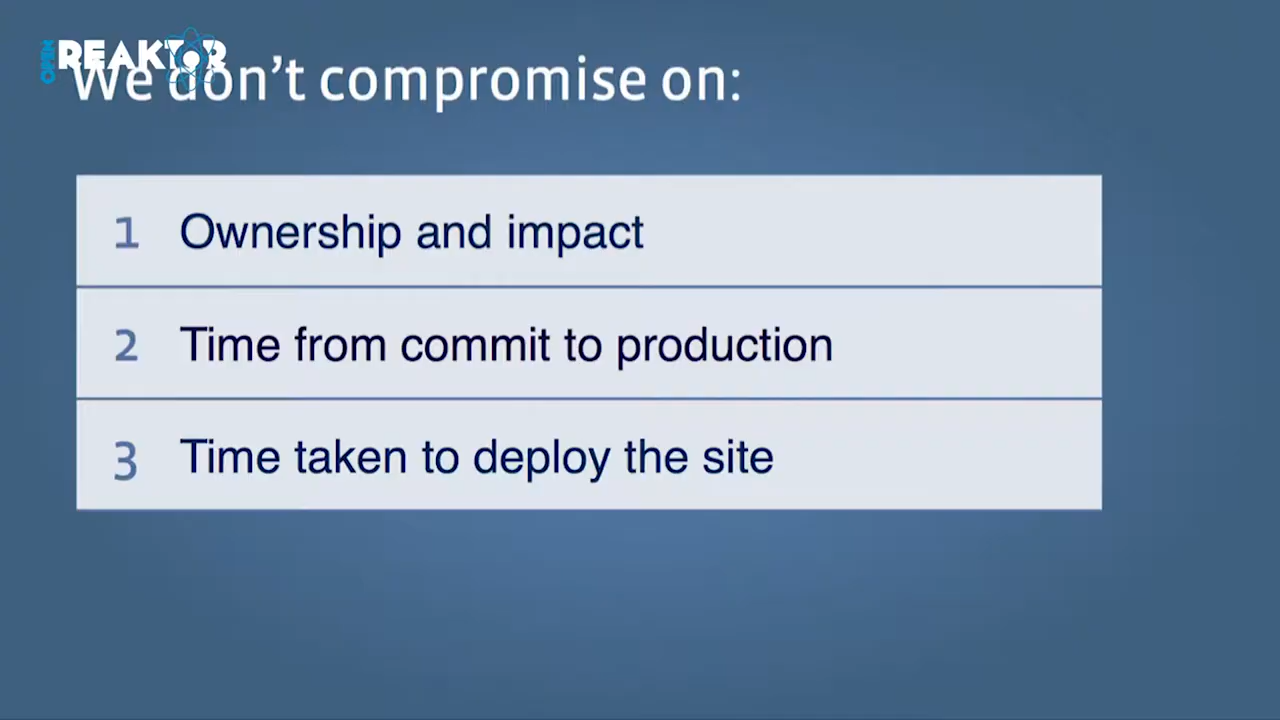 OPEN REAKTOR
We don't compromise on:
1 Ownership and impact
2 Time from commit to production
3 Time taken to deploy the site